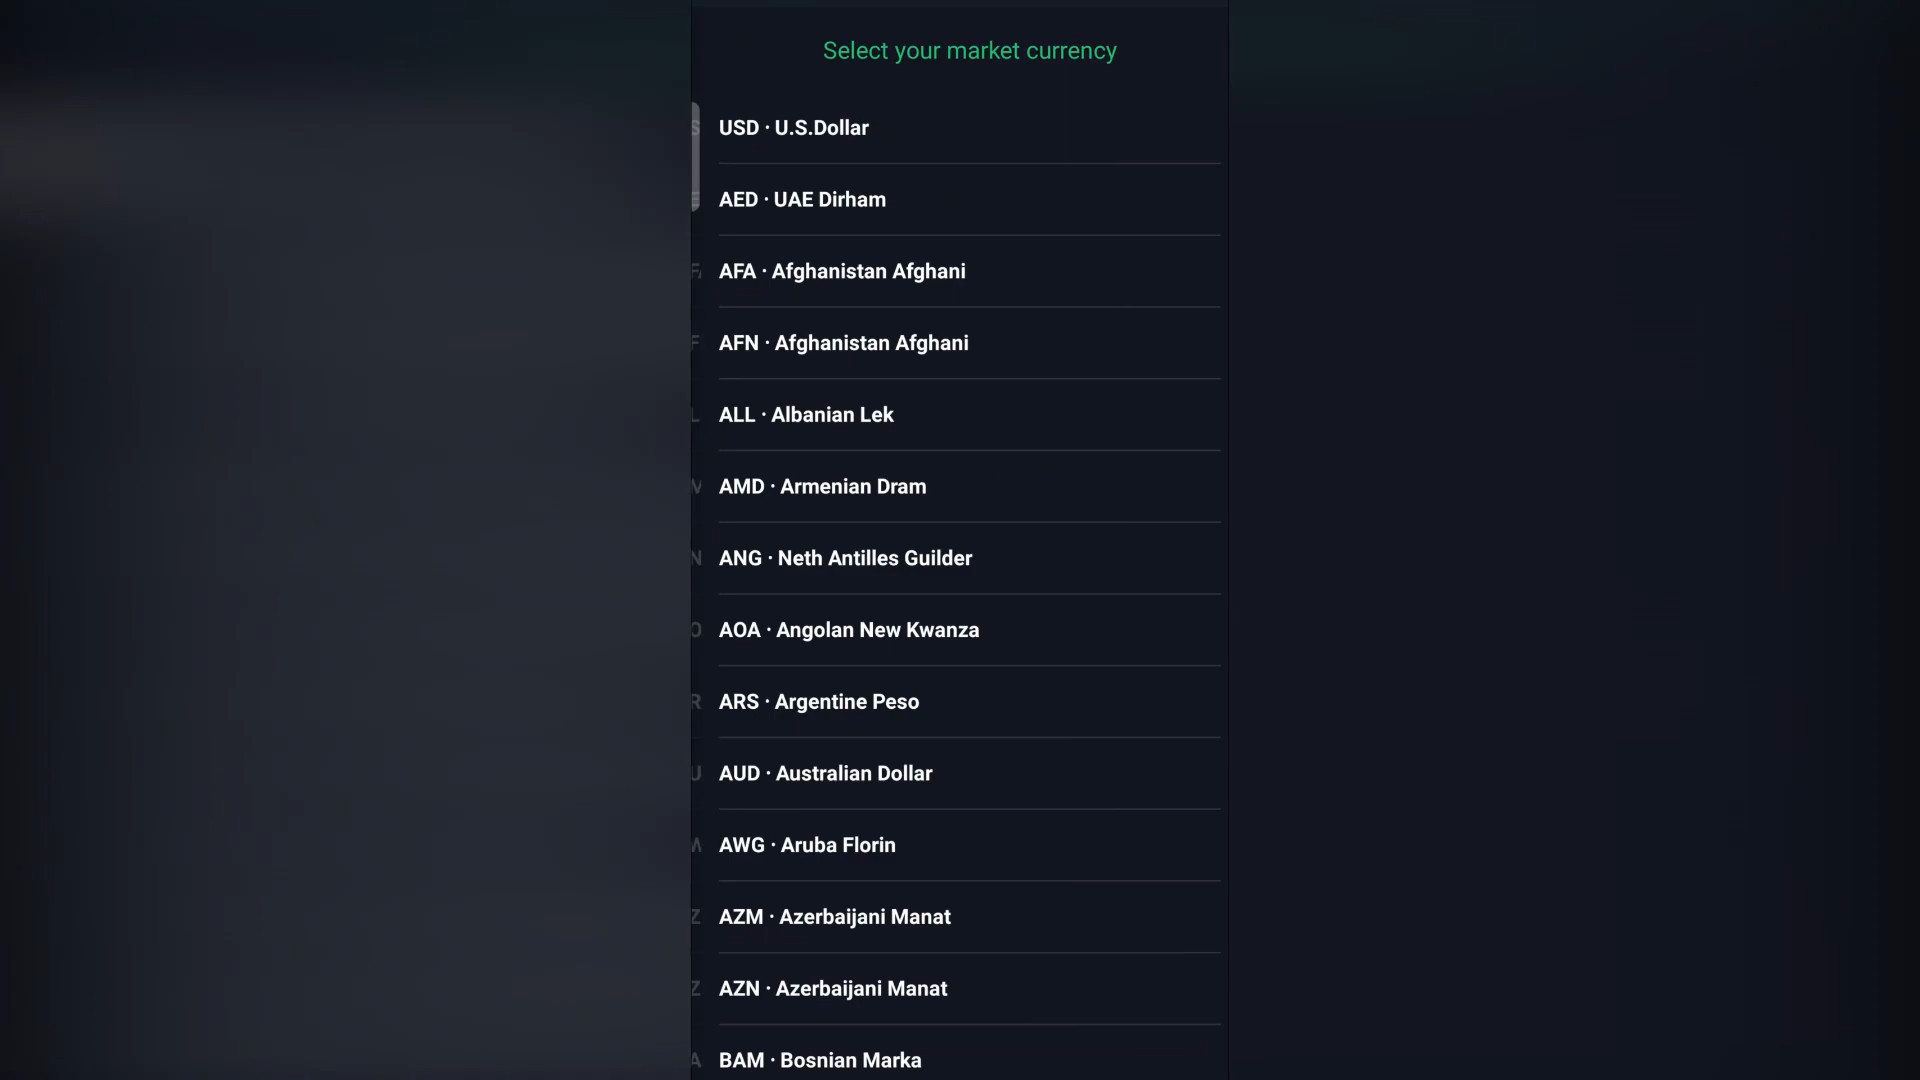 Select your market currency
USD · U.S.Dollar
AED · UAE Dirham
AFA · Afghanistan Afghani
AFN · Afghanistan Afghani
ALL · Albanian Lek
AMD · Armenian Dram
ANG · Neth Antilles Guilder
AOA · Angolan New Kwanza
ARS · Argentine Peso
AUD · Australian Dollar
AWG · Aruba Florin
AZM · Azerbaijani Manat
AZN · Azerbaijani Manat
BAM · Bosnian Marka